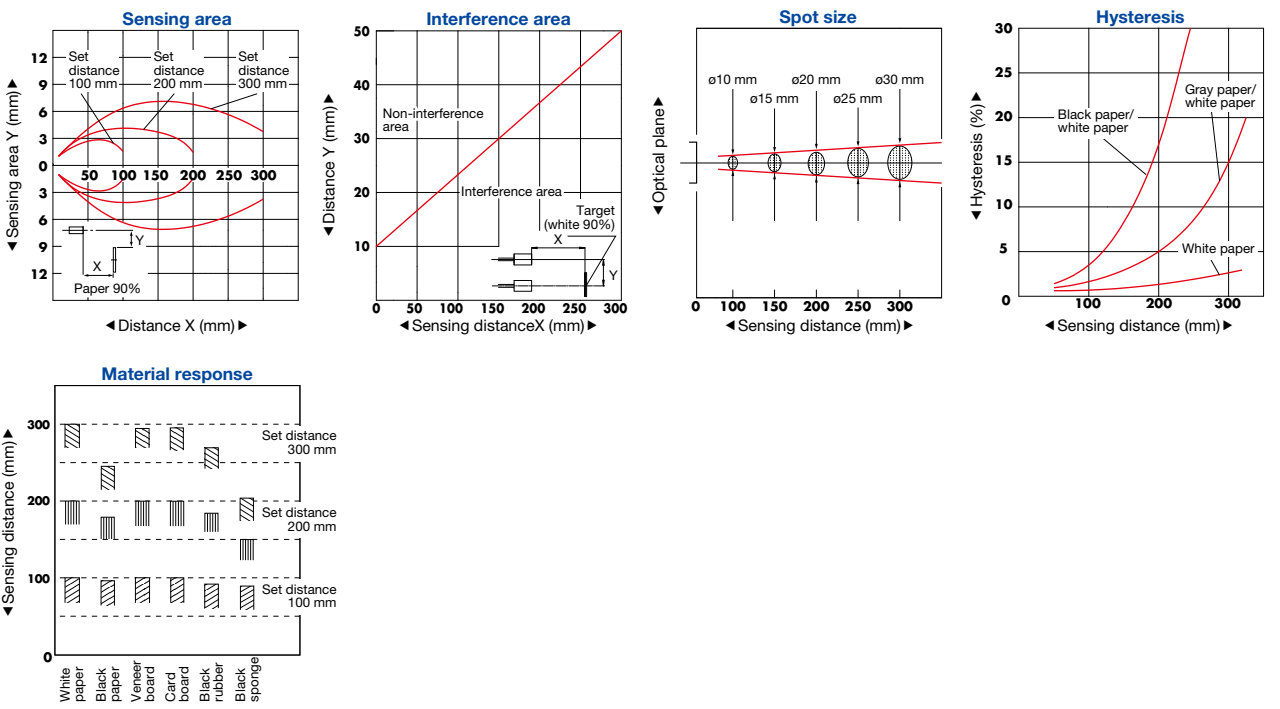 Sensing area
Set distance 100 mm
Set distance 200 mm
Set distance 300 mm
12
9
6
3
0
3
6
9
12
50 100 150 200 250 300
◀Sensing area Y (mm)▶
Y
X
Paper 90%
◀Distance X (mm)▶
Interference area
50
40
30
20
10
0
0 50 100 150 200 250 300
◀Distance Y (mm)▶
Non-interference
area
Interference area
Target
(white 90%)
X
Y
◀Sensing distanceX (mm)▶
Spot size
◀Optical plane▶
ø10 mm
ø15 mm
ø20 mm
ø25 mm
ø30 mm
0 100 150 200 250 300
◀Sensing distance (mm)▶
Hysteresis
30
25
20
15
10
5
0
100 200 300
◀Hysteresis (%)▶
Black paper/
white paper
Gray paper/
white paper
White paper
◀Sensing distance (mm)▶
Material response
◀Sensing distance (mm)▶
300
200
100
0
Set distance
300 mm
Set distance
200 mm
Set distance
100 mm
White
paper
Black
paper
Veneer
board
Card
board
Black
rubber
Black
sponge